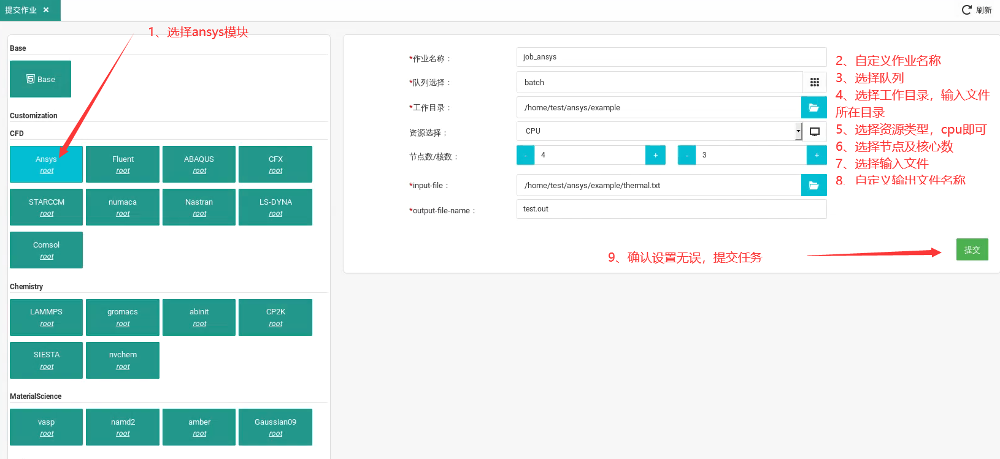 提交作业 ×
刷新
1、选择ansys模块
Base
Base
Customization
CFD
Ansys
root
Fluent
root
ABAQUS
root
CFX
root
STARCCM
root
numaca
root
Nastran
root
LS-DYNA
root
Comsol
root
Chemistry
LAMMPS
root
gromacs
root
abinit
root
CP2K
root
SIESTA
root
nvchem
root
MaterialScience
vasp
root
namd2
root
amber
root
Gaussian09
root
*作业名称：
job_ansys
*队列选择：
batch
*工作目录：
/home/test/ansys/example
资源选择：
CPU
节点数/核数：
- 4 +
- 3 +
*input-file：
/home/test/ansys/example/thermal.txt
*output-file-name：
test.out
2、自定义作业名称
3、选择队列
4、选择工作目录，输入文件
所在目录
5、选择资源类型，cpu即可
6、选择节点及核心数
7、选择输入文件
8、自定义输出文件名称
9、确认设置无误，提交任务
提交